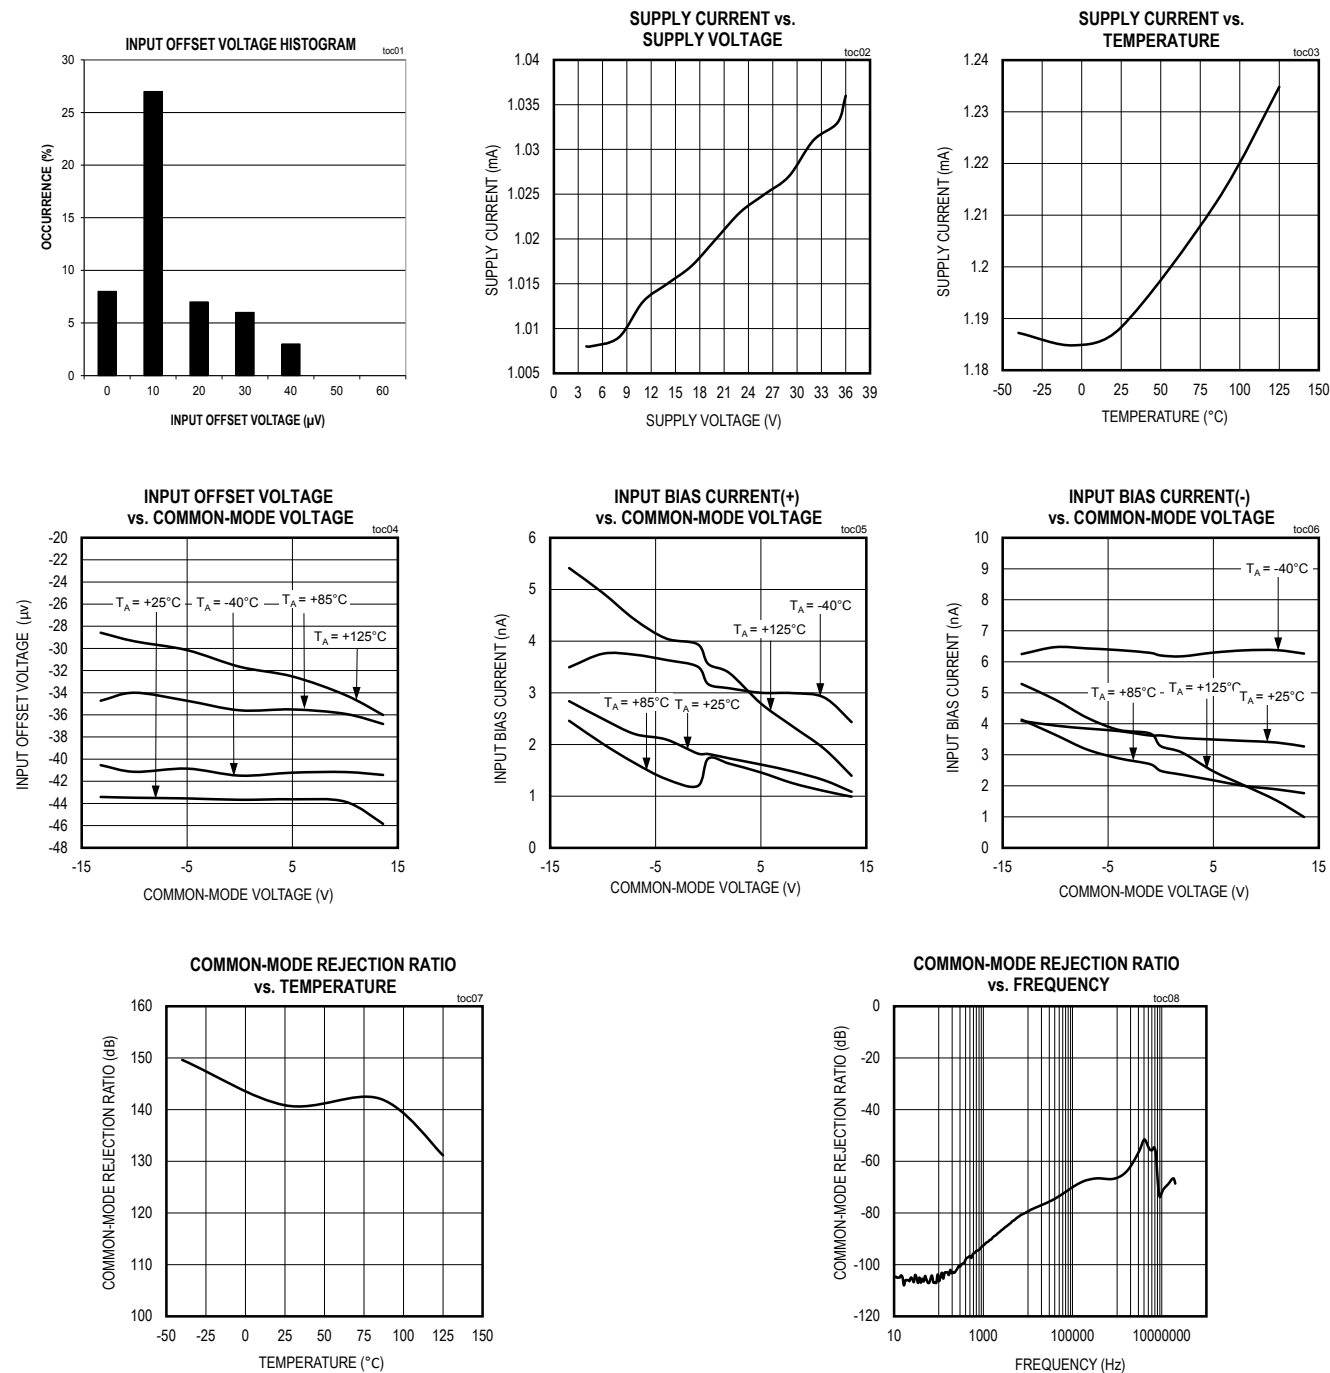 INPUT OFFSET VOLTAGE HISTOGRAM
toc01
30
25
20
15
10
5
0
OCCURRENCE (%)
0 10 20 30 40 50 60
INPUT OFFSET VOLTAGE (µV)
SUPPLY CURRENT vs.
SUPPLY VOLTAGE
toc02
1.04
1.035
1.03
1.025
1.02
1.015
1.01
1.005
SUPPLY CURRENT (mA)
0 3 6 9 12 15 18 21 24 27 30 33 36 39
SUPPLY VOLTAGE (V)
SUPPLY CURRENT vs.
TEMPERATURE
toc03
1.24
1.23
1.22
1.21
1.2
1.19
1.18
SUPPLY CURRENT (mA)
-50 -25 0 25 50 75 100 125 150
TEMPERATURE (°C)
INPUT OFFSET VOLTAGE
vs. COMMON-MODE VOLTAGE
toc04
-20
-22
-24
-26
-28
-30
-32
-34
-36
-40
-42
-44
-46
-48
INPUT OFFSET VOLTAGE (µv)
TA = +25°C
TA = -40°C
TA = +85°C
TA = +125°C
-15 -5 5 15
COMMON-MODE VOLTAGE (V)
INPUT BIAS CURRENT(+)
vs. COMMON-MODE VOLTAGE
toc05
6
5
4
3
2
1
0
INPUT BIAS CURRENT (nA)
TA = -40°C
TA = +125°C
TA = +85°C
TA = +25°C
-15 -5 5 15
COMMON-MODE VOLTAGE (V)
INPUT BIAS CURRENT(-)
vs. COMMON-MODE VOLTAGE
toc06
10
9
8
7
6
5
4
3
2
1
0
INPUT BIAS CURRENT (nA)
TA = -40°C
TA = +85°C
TA = +125°C
TA = +25°C
-15 -5 5 15
COMMON-MODE VOLTAGE (V)
COMMON-MODE REJECTION RATIO
vs. TEMPERATURE
toc07
160
150
140
130
120
110
100
COMMON-MODE REJECTION RATIO (dB)
-50 -25 0 25 50 75 100 125 150
TEMPERATURE (°C)
COMMON-MODE REJECTION RATIO
vs. FREQUENCY
toc08
0
-20
-40
-60
-80
-100
-120
COMMON-MODE REJECTION RATIO (dB)
10 1000 100000 10000000
FREQUENCY (Hz)